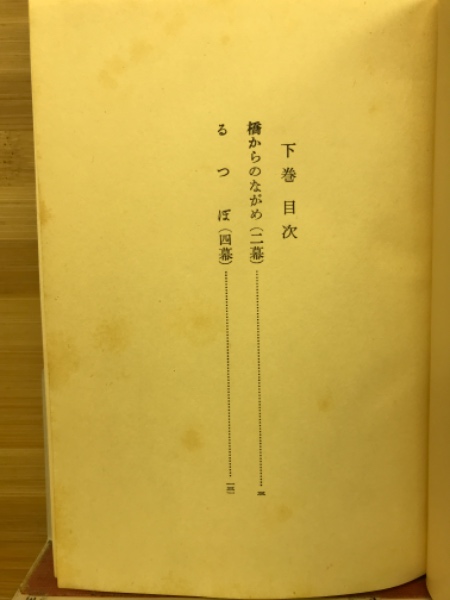 下巻 目次
橋からのながめ(二幕)
るつぼ(四幕)